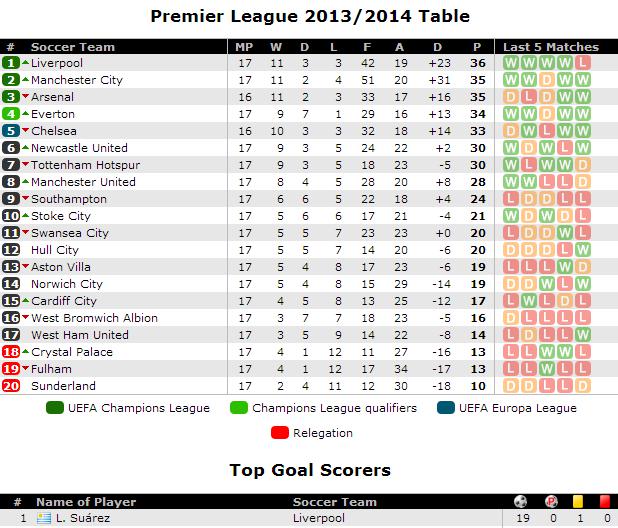 Premier League 2013/2014 Table
# Soccer Team MP W D L F A D P Last 5 Matches
1 Liverpool 17 11 3 3 42 19 +23 36 W W W W L
2 Manchester City 17 11 2 4 51 20 +31 35 W W D W W
3 Arsenal 16 11 2 3 33 17 +16 35 D L D W W
4 Everton 17 9 7 1 29 16 +13 34 W W D W W
5 Chelsea 16 10 3 3 32 18 +14 33 D W L W W
6 Newcastle United 17 9 3 5 24 22 +2 30 W D W L W
7 Tottenham Hotspur 17 9 3 5 18 23 -5 30 W L W W D
8 Manchester United 17 8 4 5 28 20 +8 28 W W L L D
9 Southampton 17 6 6 5 22 18 +4 24 L D D L L
10 Stoke City 17 5 6 6 17 21 -4 21 W D W D L
11 Swansea City 17 5 5 7 23 23 +0 20 L D D W L
12 Hull City 17 5 5 7 14 20 -6 20 D D D L W
13 Aston Villa 17 5 4 8 17 23 -6 19 L L L W D
14 Norwich City 17 5 4 8 15 29 -14 19 D D W L W
15 Cardiff City 17 4 5 8 13 25 -12 17 L W L D L
16 West Bromwich Albion 17 3 7 7 18 23 -5 16 D L L L L
17 West Ham United 17 3 5 9 14 22 -8 14 L D L L W
18 Crystal Palace 17 4 1 12 11 27 -16 13 L L W W L
19 Fulham 17 4 1 12 17 34 -17 13 L W L L L
20 Sunderland 17 2 4 11 12 30 -18 10 D D L L D
UEFA Champions League Champions League qualifiers UEFA Europa League
Relegation
Top Goal Scorers
# Name of Player Soccer Team P
1 L. Suárez Liverpool 19 0 1 0